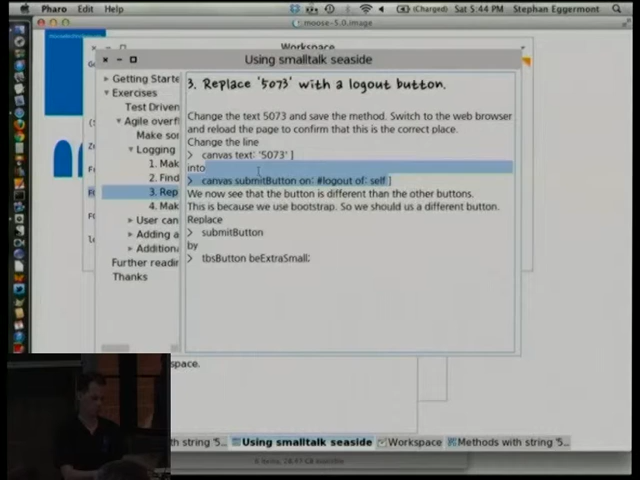 Pharo File Edit Help (Charged) Sat 5:44 PM Stephan Eggermont
moose-5.0.image
Workspace
Using smalltalk seaside
Getting Starte
Exercises
Test Driven
Agile overfl
Make sor
Logging
1. Mak
2. Find
3. Rep
4. Mak
User can
Adding a
Addition
Further readir
Thanks
3. Replace '5073' with a logout button.
Change the text 5073 and save the method. Switch to the web browser
and reload the page to confirm that this is the correct place.
Change the line
> canvas text: '5073' ]
into
> canvas submitButton on: #logout of: self ]
We now see that the button is different than the other buttons.
This is because we use bootstrap. So we should us a different button.
Replace
> submitButton
by
> tbsButton beExtraSmall;
space.
th string '5.. Using smalltalk seaside Workspace Methods with string '5..